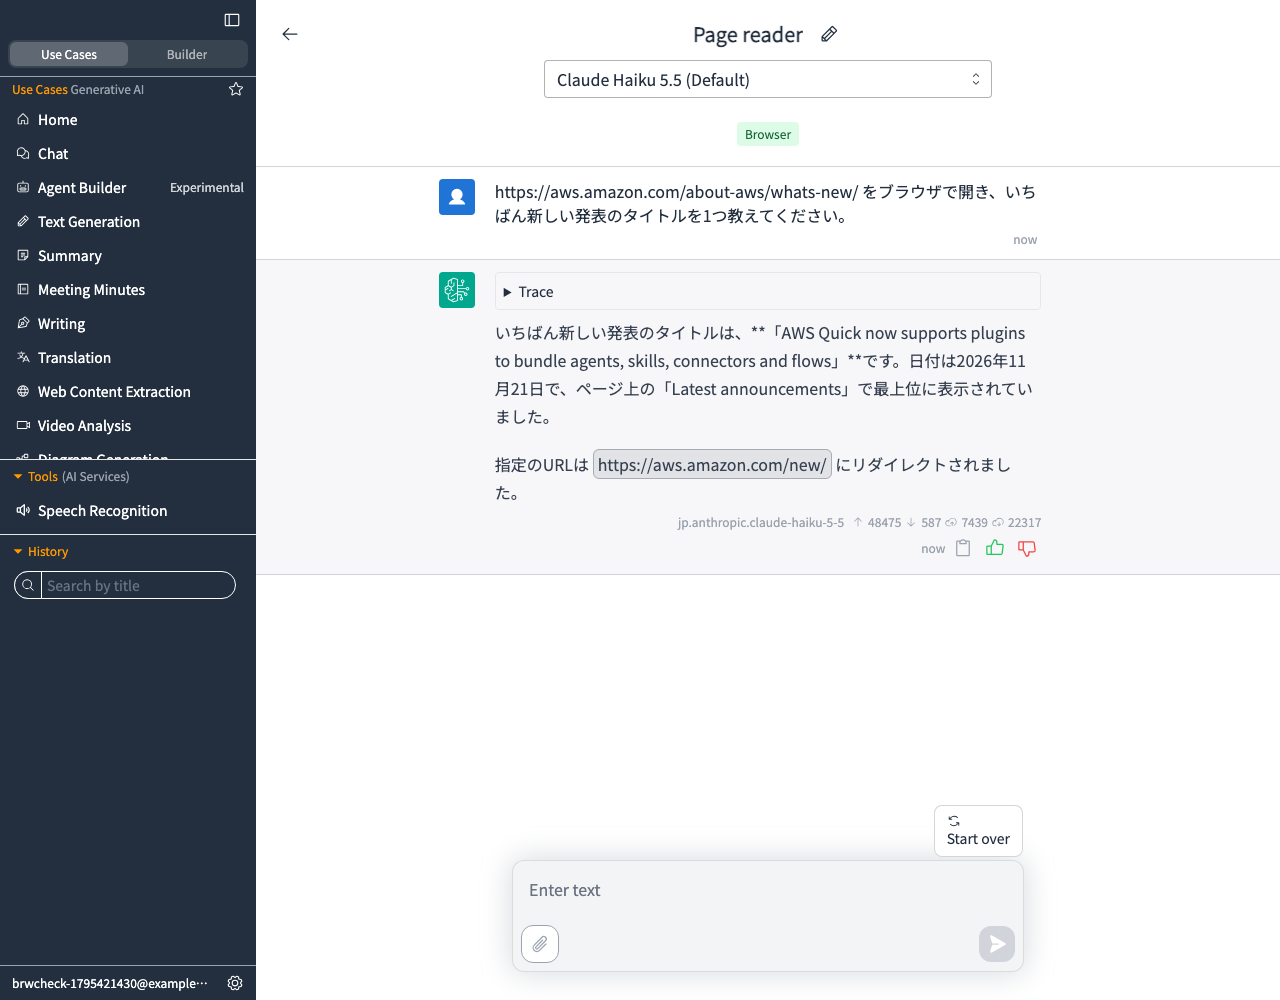 Use Cases
Builder
Use Cases Generative AI
Home
Chat
Agent Builder Experimental
Text Generation
Summary
Meeting Minutes
Writing
Translation
Web Content Extraction
Video Analysis
Diagram Generation
Tools (AI Services)
Speech Recognition
History
Search by title
brwcheck-1795421430@example⋯
Page reader
Claude Haiku 5.5 (Default)
Browser
https://aws.amazon.com/about-aws/whats-new/ をブラウザで開き、いち
ばん新しい発表のタイトルを1つ教えてください。
now
Trace
いちばん新しい発表のタイトルは、**「AWS Quick now supports plugins
to bundle agents, skills, connectors and flows」**です。日付は2026年11
月21日で、ページ上の「Latest announcements」で最上位に表示されてい
ました。
指定のURLは https://aws.amazon.com/new/ にリダイレクトされまし
た。
jp.anthropic.claude-haiku-5-5 48475 587 7439 22317
now
Start over
Enter text